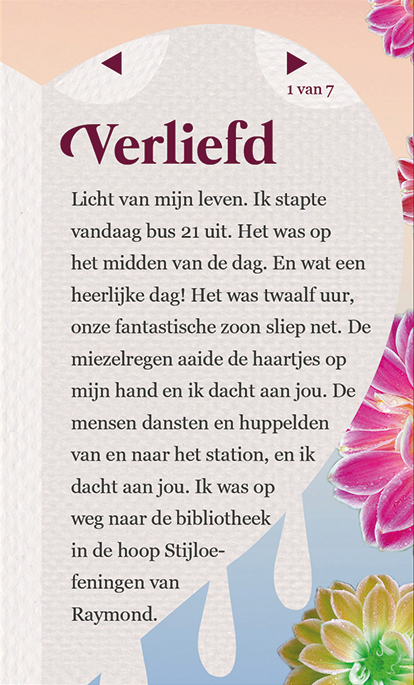 1 van 7
Verliefd
Licht van mijn leven. Ik stapte
vandaag bus 21 uit. Het was op
het midden van de dag. En wat een
heerlijke dag! Het was twaalf uur,
onze fantastische zoon sliep net. De
miezelregen aaide de haartjes op
mijn hand en ik dacht aan jou. De
mensen dansten en huppelden
van en naar het station, en ik
dacht aan jou. Ik was op
weg naar de bibliotheek
in de hoop Stijloe-
feningen van
Raymond.